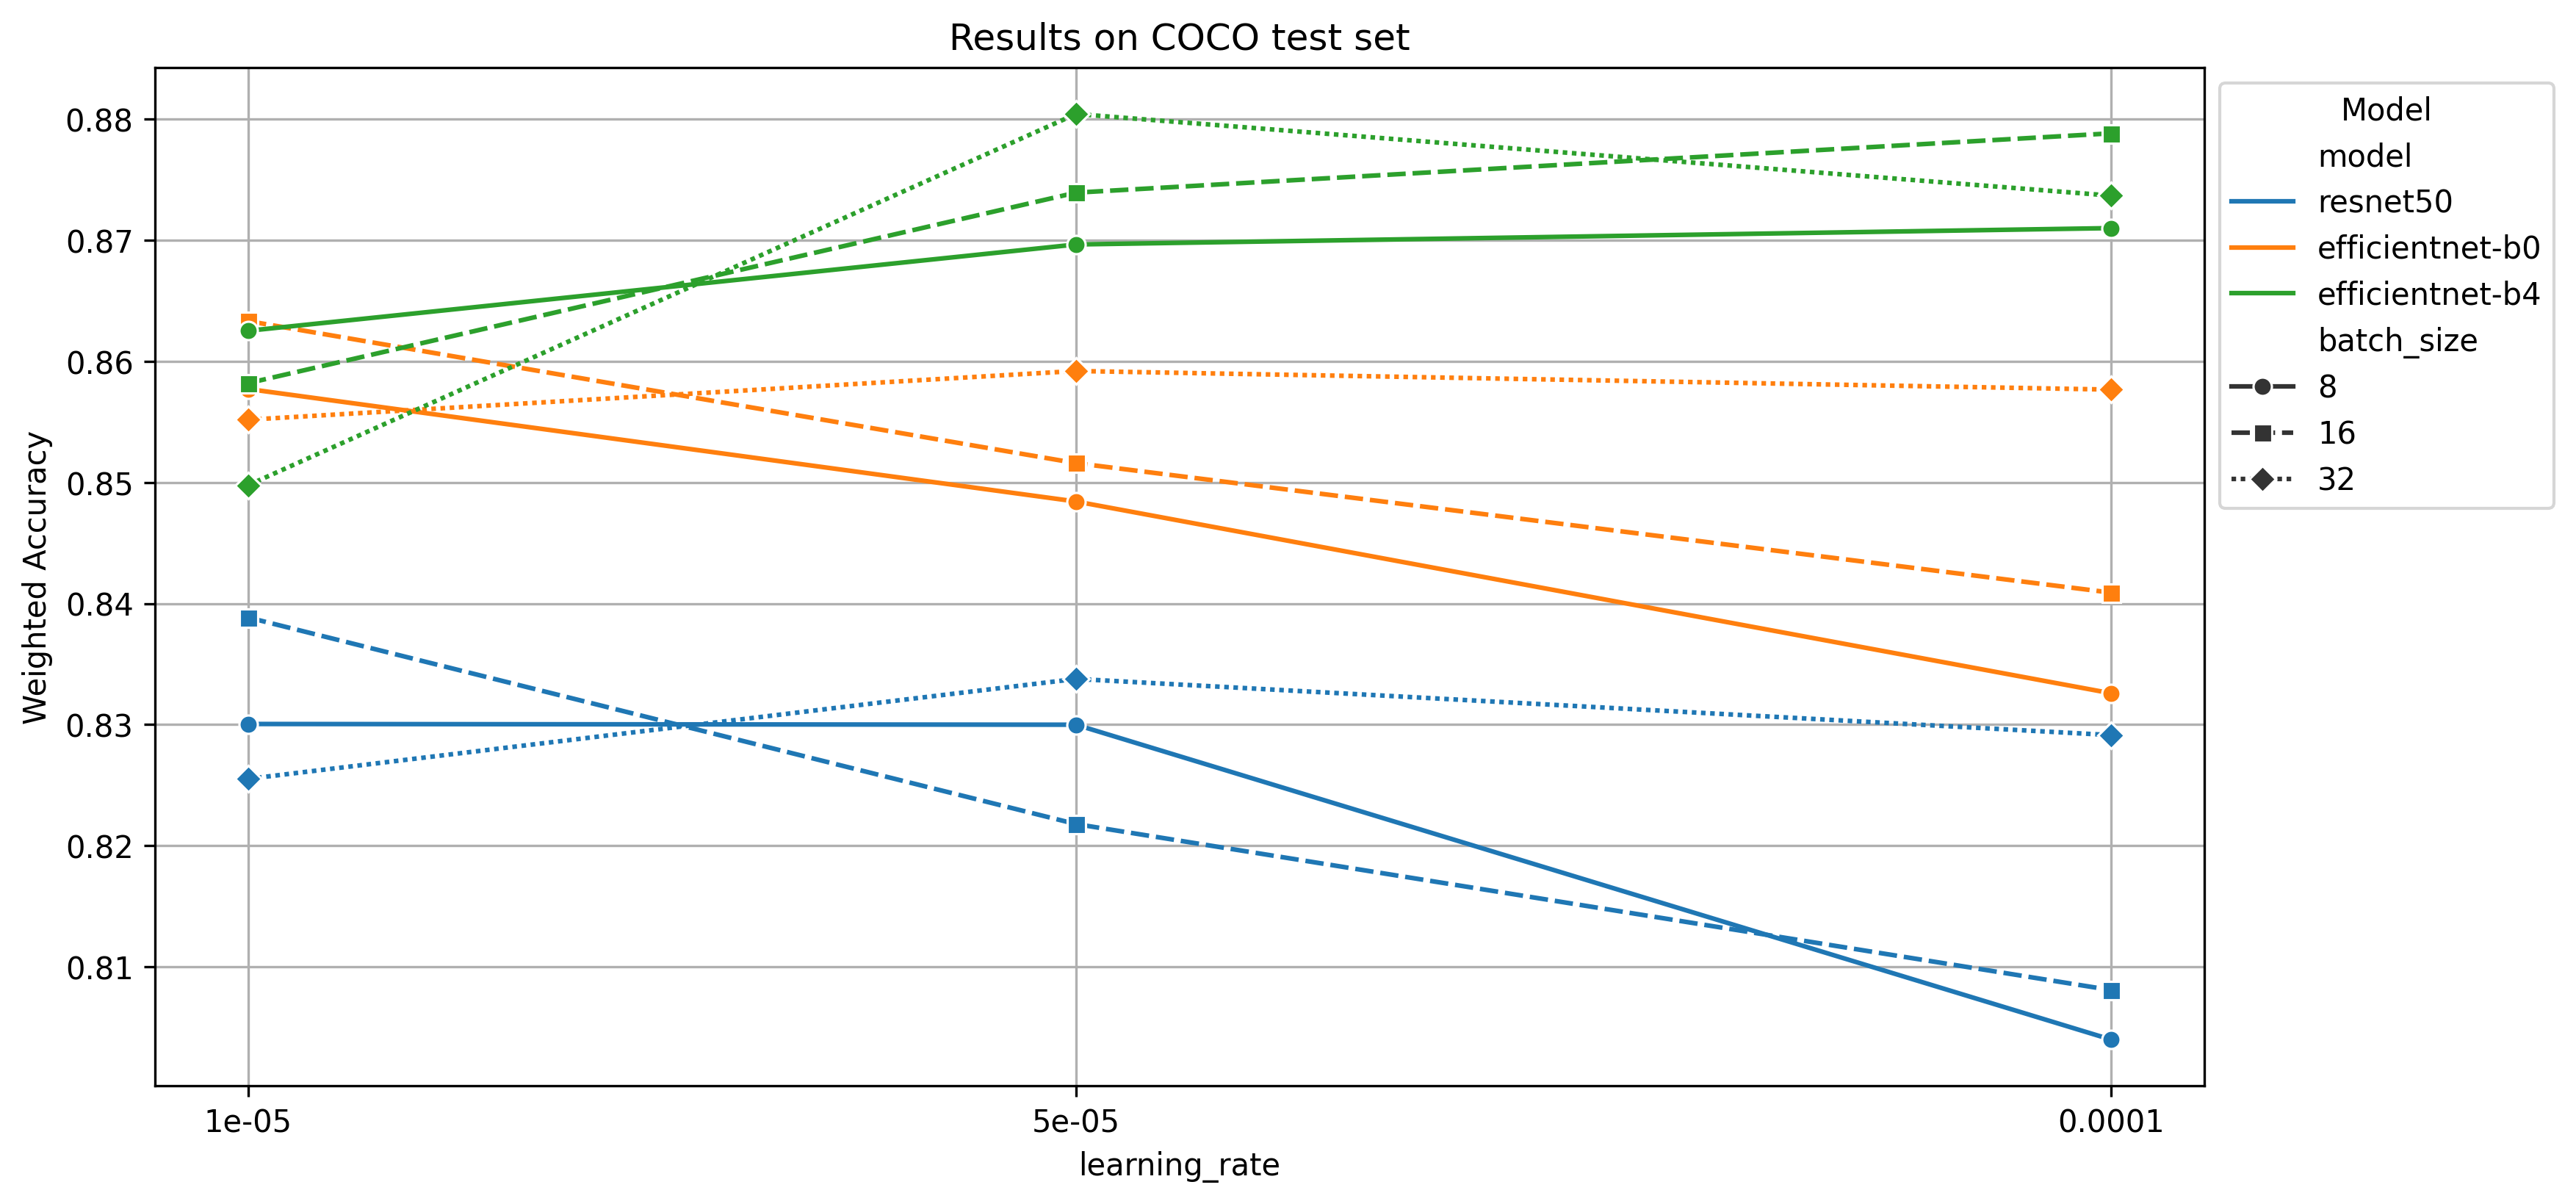 Results on COCO test set
Weighted Accuracy
0.88
0.87
0.86
0.85
0.84
0.83
0.82
0.81
1e-05
5e-05
0.0001
learning_rate
Model
model
resnet50
efficientnet-b0
efficientnet-b4
batch_size
8
16
32